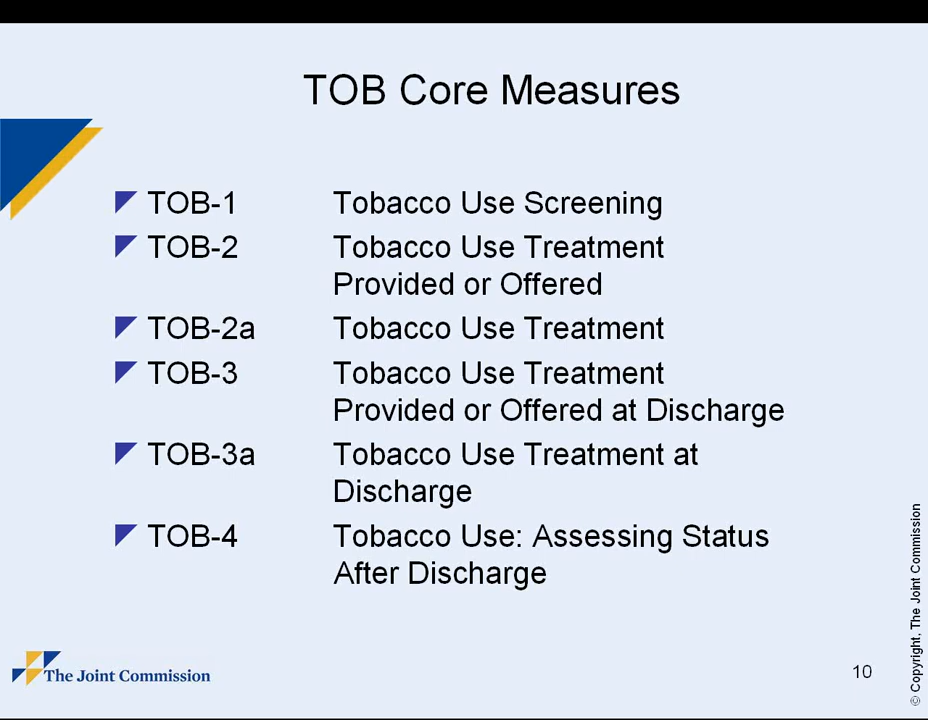 TOB Core Measures
TOB-1 Tobacco Use Screening
TOB-2 Tobacco Use Treatment
Provided or Offered
TOB-2a Tobacco Use Treatment
TOB-3 Tobacco Use Treatment
Provided or Offered at Discharge
TOB-3a Tobacco Use Treatment at
Discharge
TOB-4 Tobacco Use: Assessing Status
After Discharge
© Copyright, The Joint Commission
The Joint Commission
10